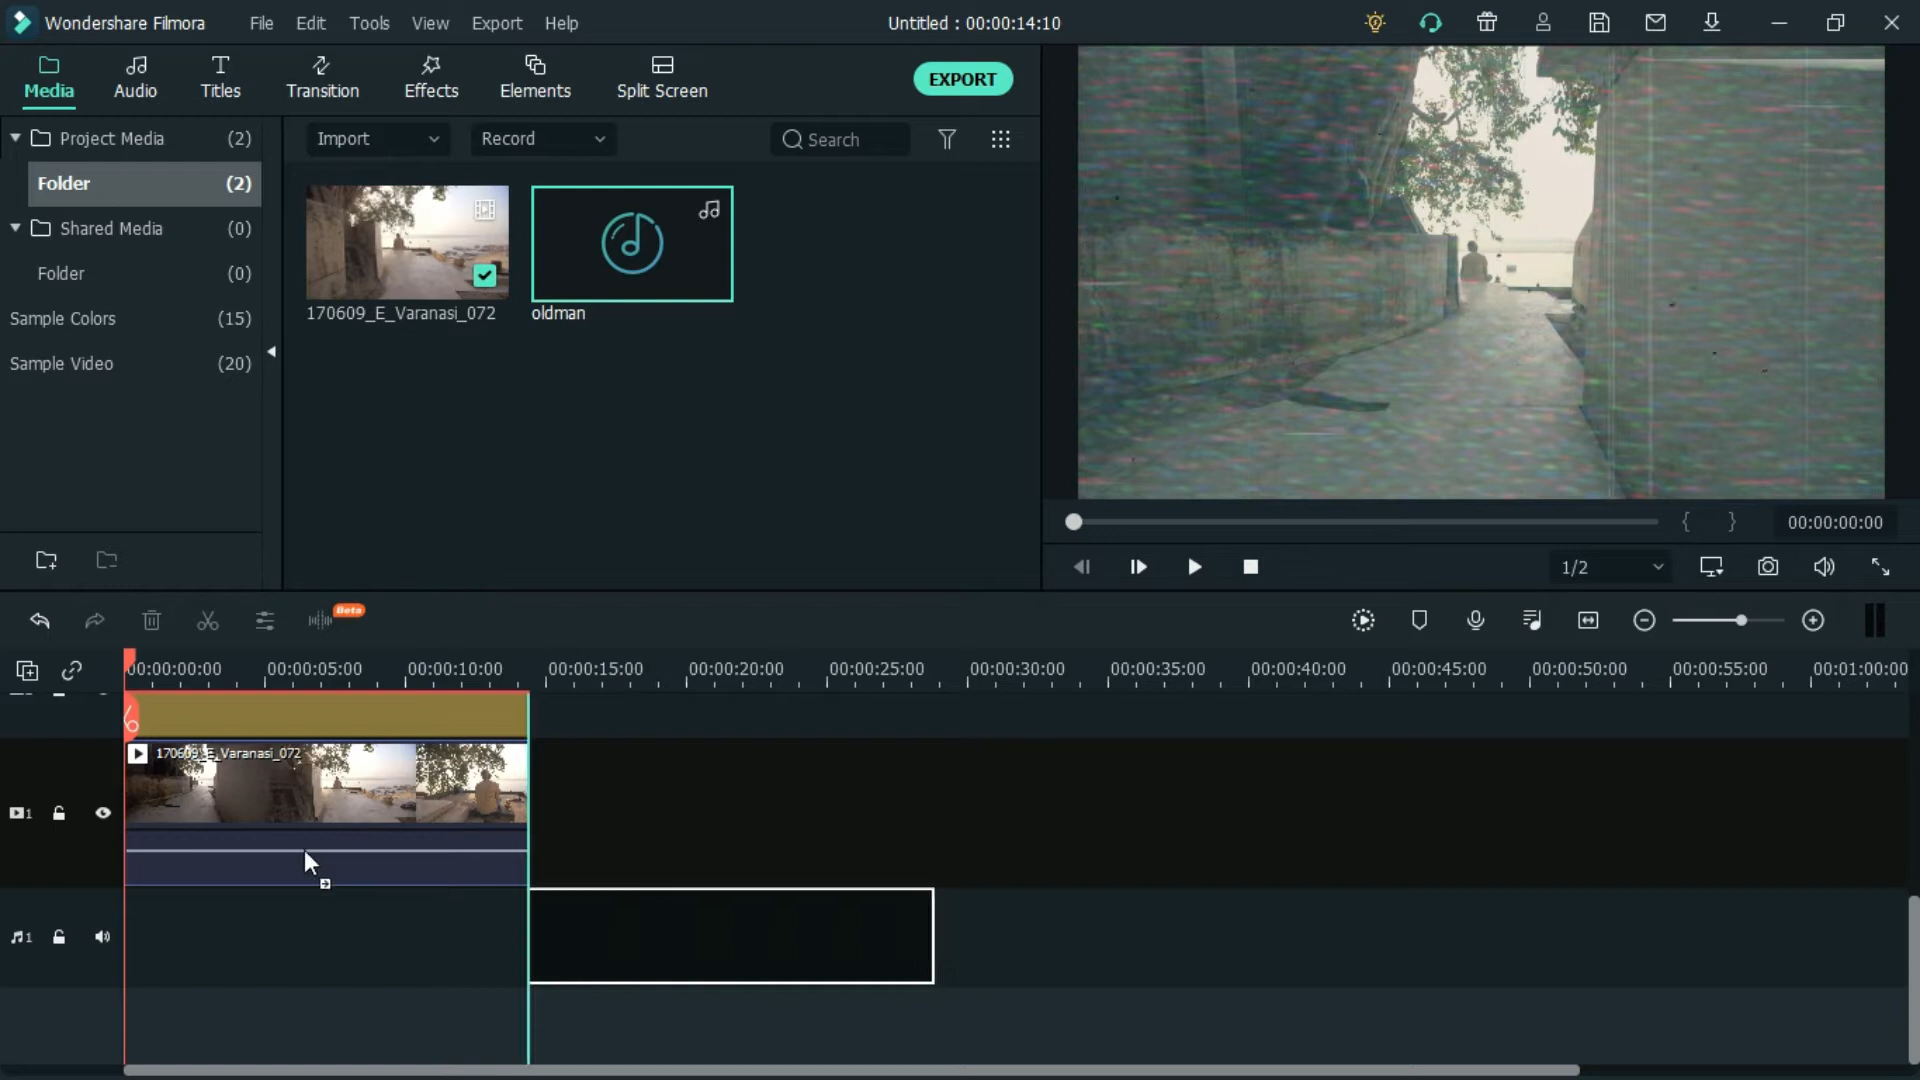 Wondershare Filmora File Edit Tools View Export Help Untitled : 00:00:14:10
Media Audio Titles Transition Effects Elements Split Screen EXPORT
Project Media (2) Import Record Search
Folder (2)
Shared Media (0)
Folder (0)
Sample Colors (15)
Sample Video (20)
170609_E_Varanasi_072 oldman
{ } 00:00:00:00
1/2
Beta
00:00:00:00 00:00:05:00 00:00:10:00 00:00:15:00 00:00:20:00 00:00:25:00 00:00:30:00 00:00:35:00 00:00:40:00 00:00:45:00 00:00:50:00 00:00:55:00 00:01:00:00
170609_E_Varanasi_072
1
1